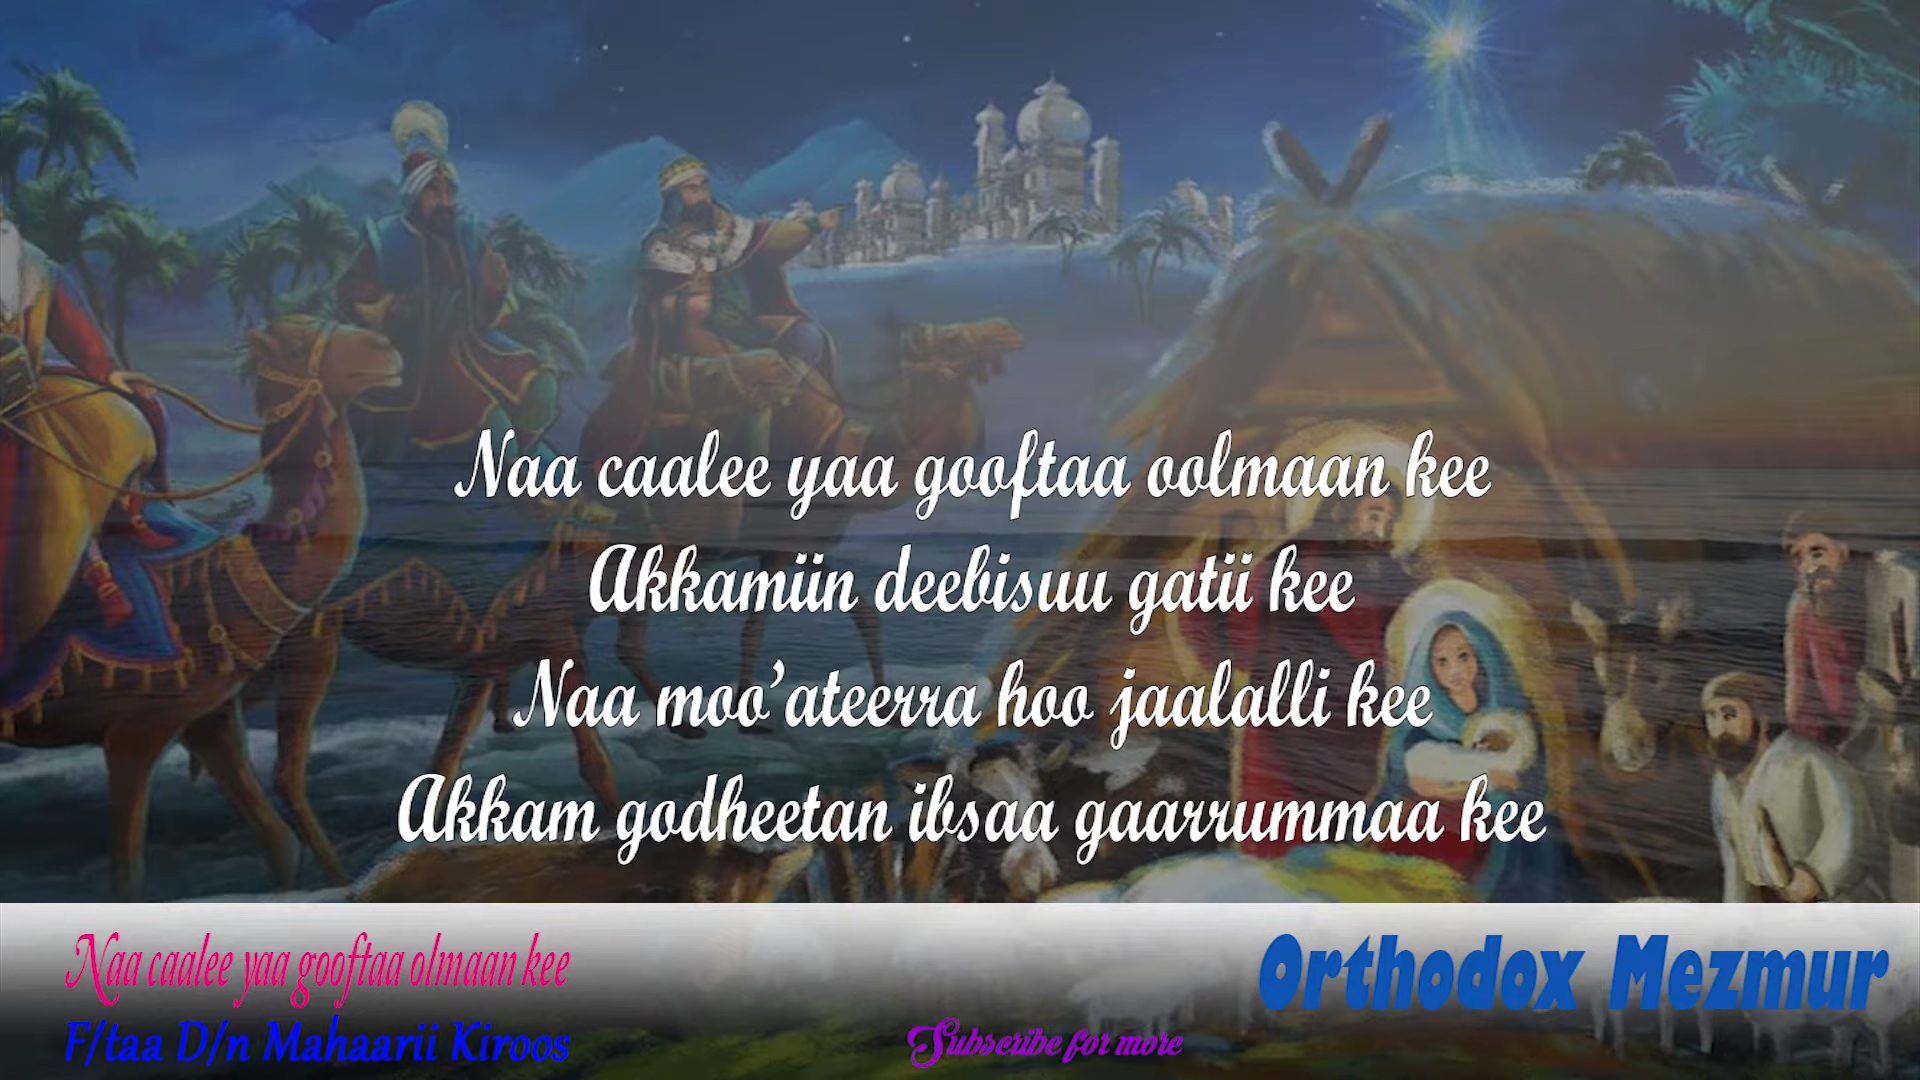 Naa caalee yaa gooftaa oolmaan kee
Akkamiin deebisuu gatii kee
Naa moo'ateerra hoo jaalalli kee
Akkam godheetan ibsaa gaarrummaa kee
Naa caalee yaa gooftaa olmaan kee
F/taa D/n Mahaarii Kiroos
Subscribe for more
Orthodox Mezmur